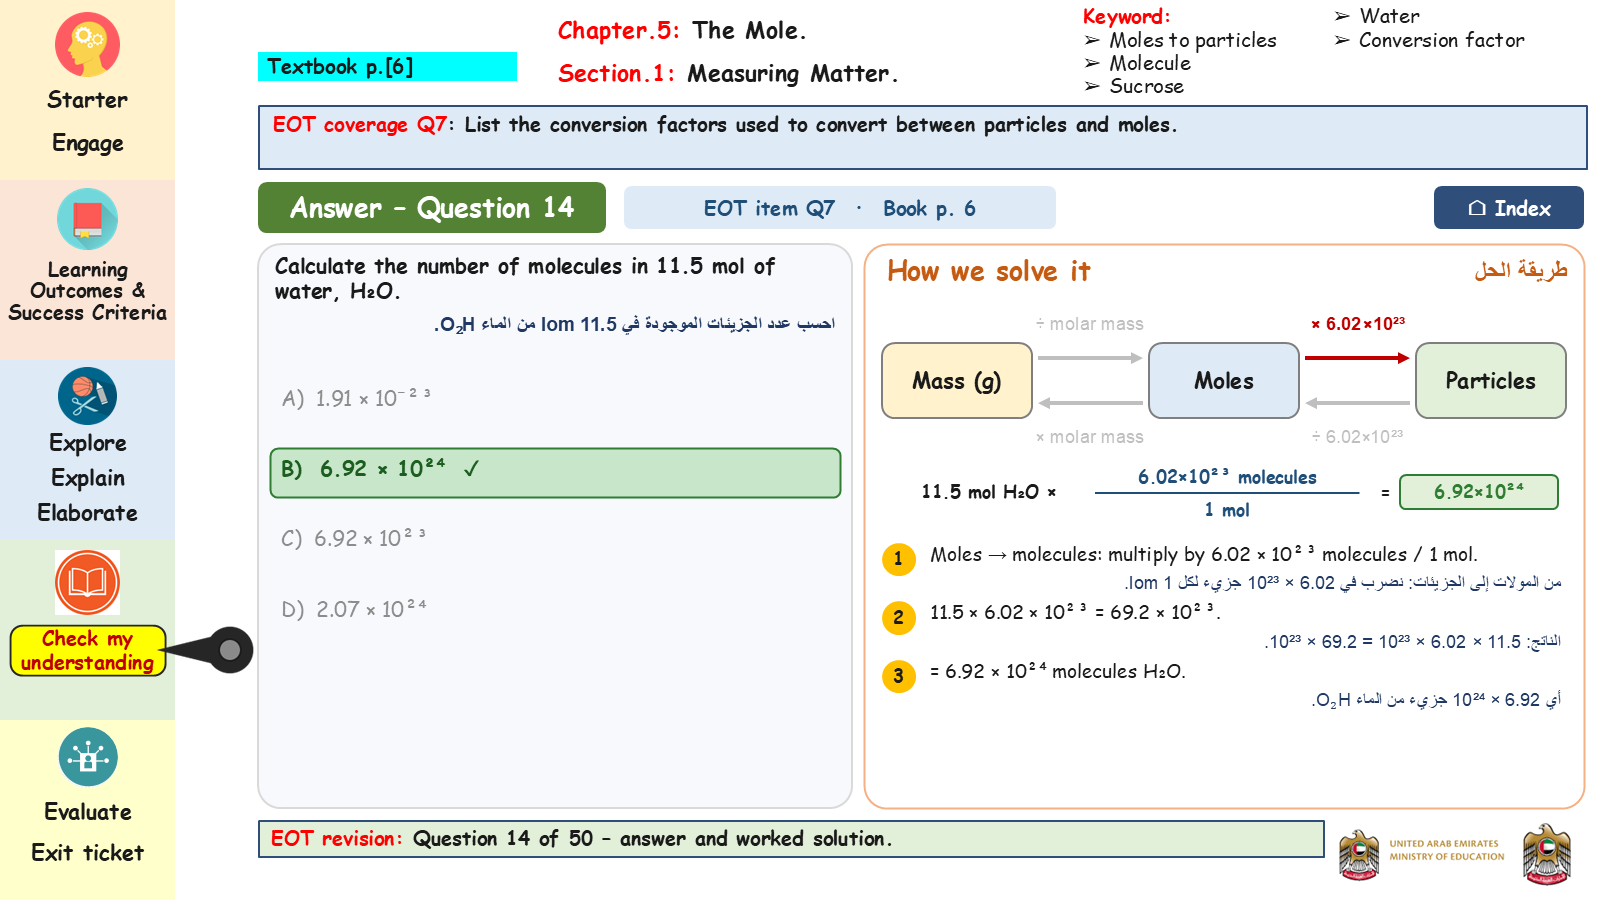 Starter
Engage
Learning
Outcomes &
Success Criteria
Explore
Explain
Elaborate
Check my
understanding
Evaluate
Exit ticket
Textbook p.[6]
Chapter.5: The Mole.
Section.1: Measuring Matter.
Keyword:
➢ Moles to particles
➢ Molecule
➢ Sucrose
➢ Water
➢ Conversion factor
EOT coverage Q7: List the conversion factors used to convert between particles and moles.
Answer – Question 14
EOT item Q7 · Book p. 6
⌂ Index
Calculate the number of molecules in 11.5 mol of
water, H₂O.
احسب عدد الجزيئات الموجودة في 11.5 lom من الماء O₂H.
A) 1.91 × 10⁻²³
B) 6.92 × 10²⁴ ✓
C) 6.92 × 10²³
D) 2.07 × 10²⁴
How we solve it
طريقة الحل
÷ molar mass
× 6.02×10²³
Mass (g)
Moles
Particles
× molar mass
÷ 6.02×10²³
11.5 mol H₂O ×
6.02×10²³ molecules
1 mol
=
6.92×10²⁴
1
Moles → molecules: multiply by 6.02 × 10²³ molecules / 1 mol.
من المولات إلى الجزيئات: نضرب في 6.02 × 10²³ جزيء لكل 1 lom.
2
11.5 × 6.02 × 10²³ = 69.2 × 10²³.
الناتج: 11.5 × 6.02 × 10²³ = 69.2 × 10²³.
3
= 6.92 × 10²⁴ molecules H₂O.
أي 6.92 × 10²⁴ جزيء من الماء O₂H.
EOT revision: Question 14 of 50 – answer and worked solution.
UNITED ARAB EMIRATES
MINISTRY OF EDUCATION